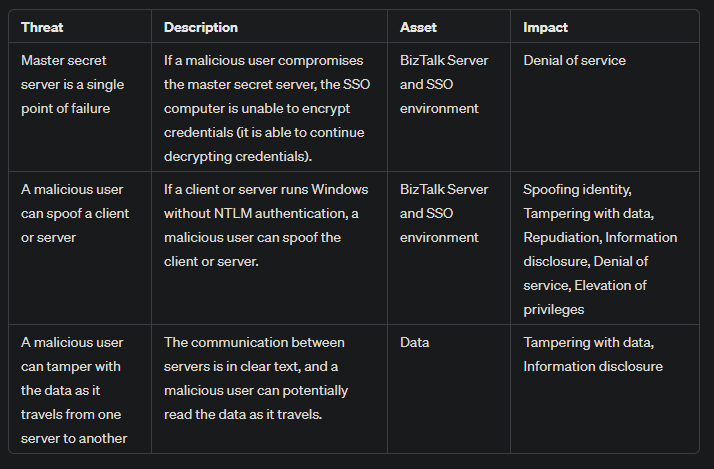 Threat
Description
Asset
Impact
Master secret
server is a single
point of failure
If a malicious user compromises
the master secret server, the SSO
computer is unable to encrypt
credentials (it is able to continue
decrypting credentials).
BizTalk Server
and SSO
environment
Denial of service
A malicious user
can spoof a client
or server
If a client or server runs Windows
without NTLM authentication, a
malicious user can spoof the
client or server.
BizTalk Server
and SSO
environment
Spoofing identity,
Tampering with data,
Repudiation, Information
disclosure, Denial of
service, Elevation of
privileges
A malicious user
can tamper with
the data as it
travels from one
server to another
The communication between
servers is in clear text, and a
malicious user can potentially
read the data as it travels.
Data
Tampering with data,
Information disclosure